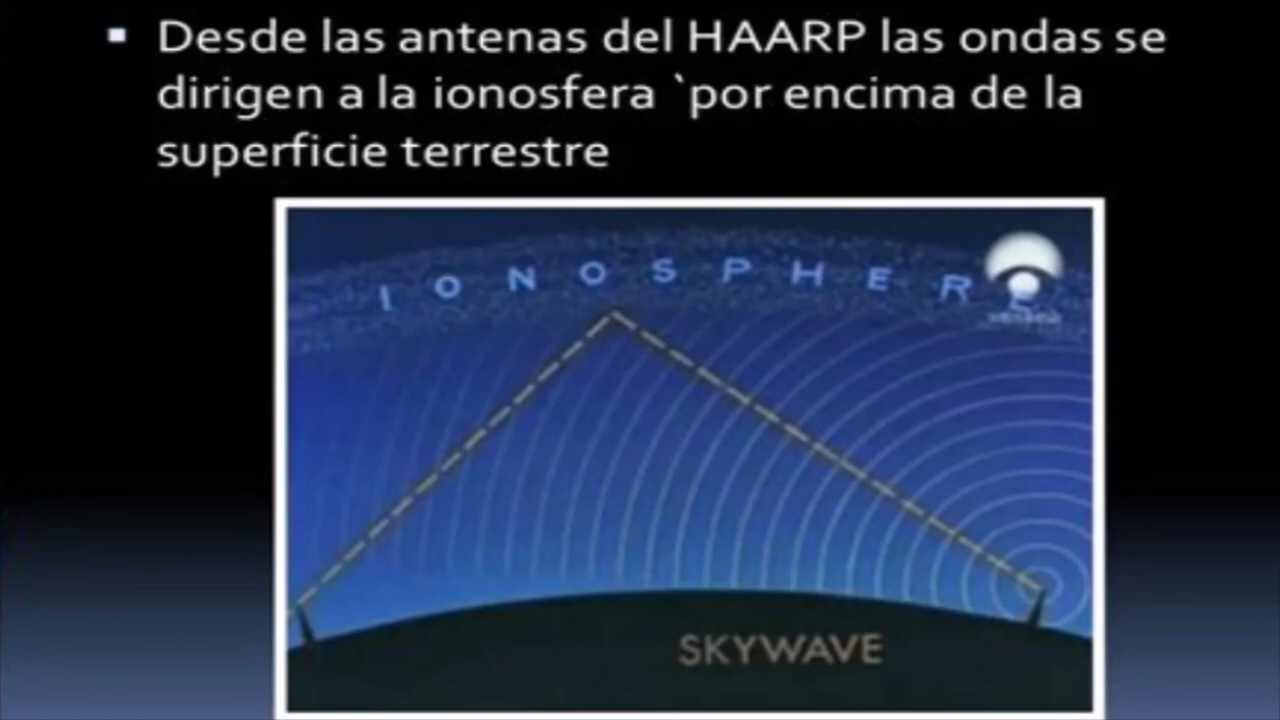 Desde las antenas del HAARP las ondas se
dirigen a la ionosfera `por encima de la
superficie terrestre
IONOSPHERE
SKYWAVE